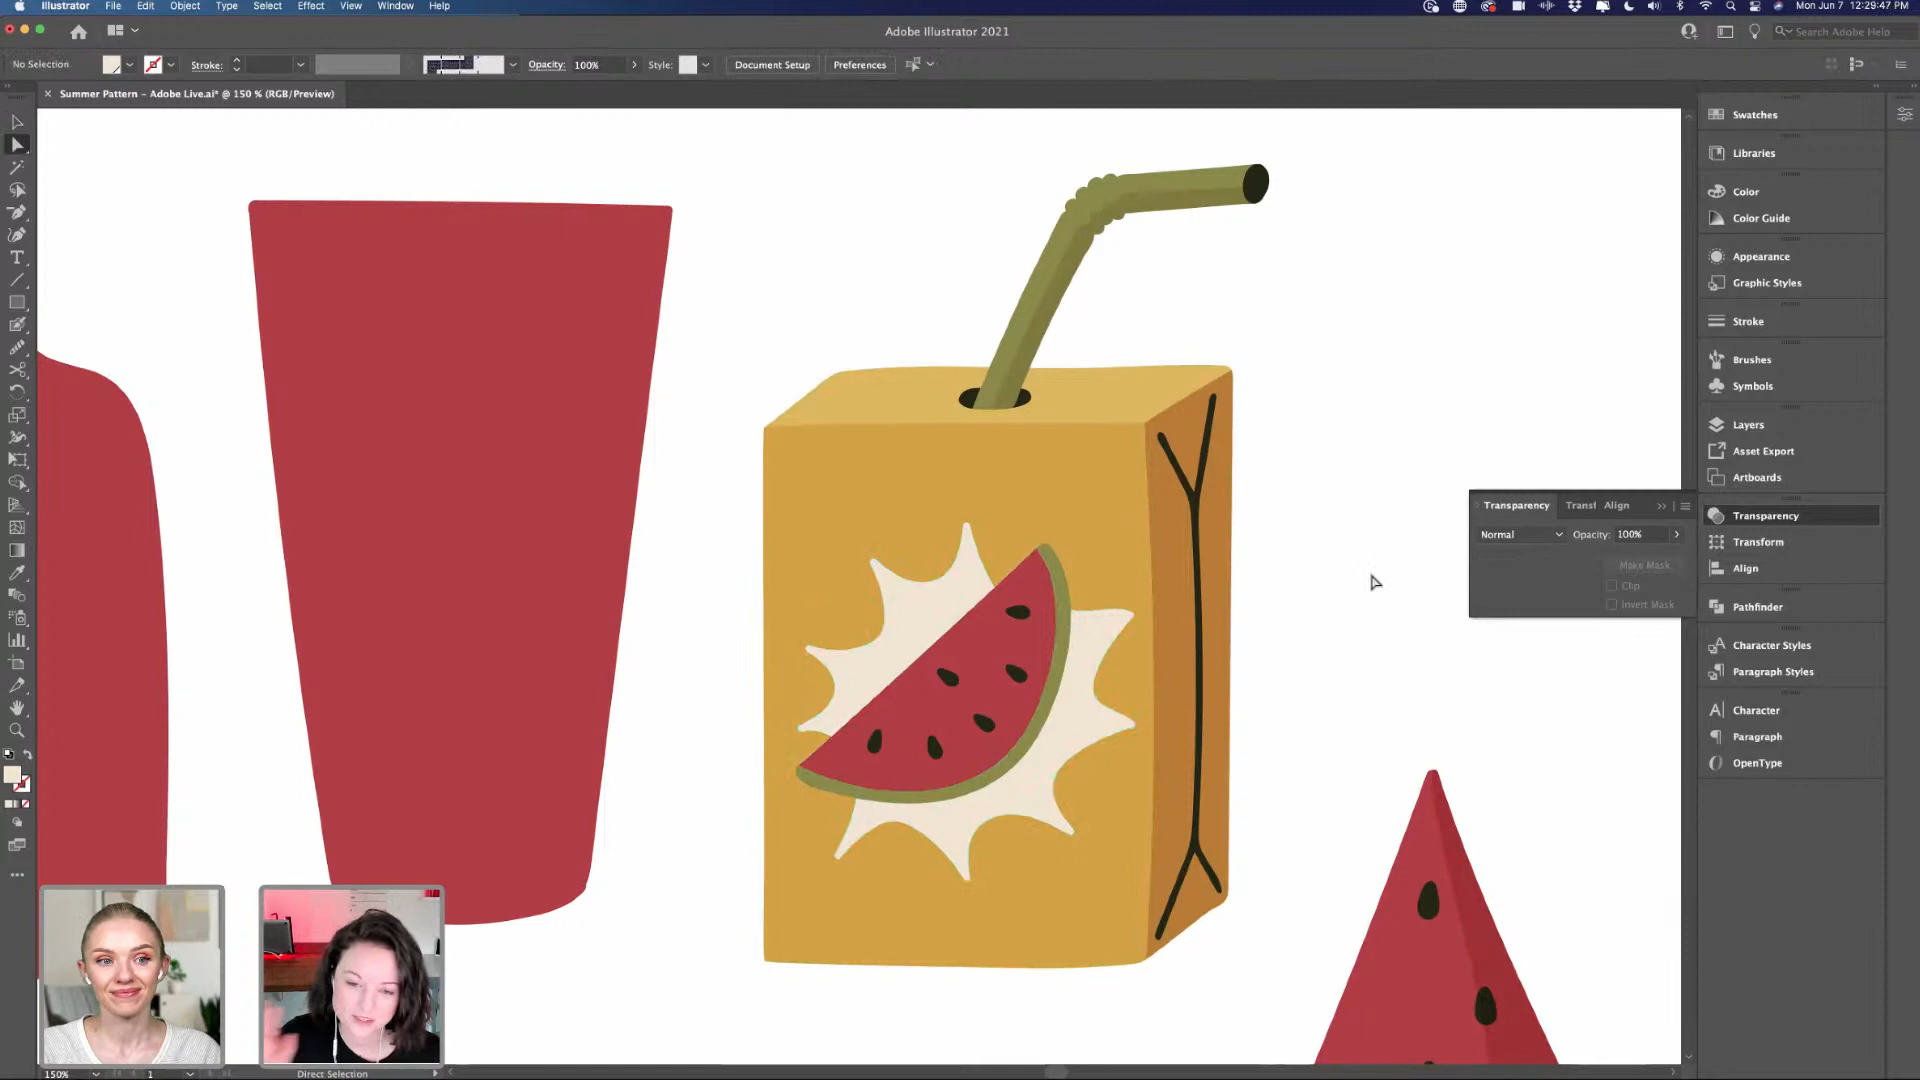 Illustrator File Edit Object Type Select Effect View Window Help Mon Jun 7 12:29:47 PM
Adobe Illustrator 2021 Search Adobe Help
No Selection Stroke: Opacity: 100% Style: Document Setup Preferences
× Summer Pattern - Adobe Live.ai* @ 150 % (RGB/Preview)
Swatches
Libraries
Color
Color Guide
Appearance
Graphic Styles
Stroke
Brushes
Symbols
Layers
Asset Export
Artboards
Transparency Transf Align
Transparency
Normal Opacity: 100%
Transform
Make Mask
Align
Clip
Invert Mask
Pathfinder
Character Styles
Paragraph Styles
Character
Paragraph
OpenType
150% 1 Direct Selection